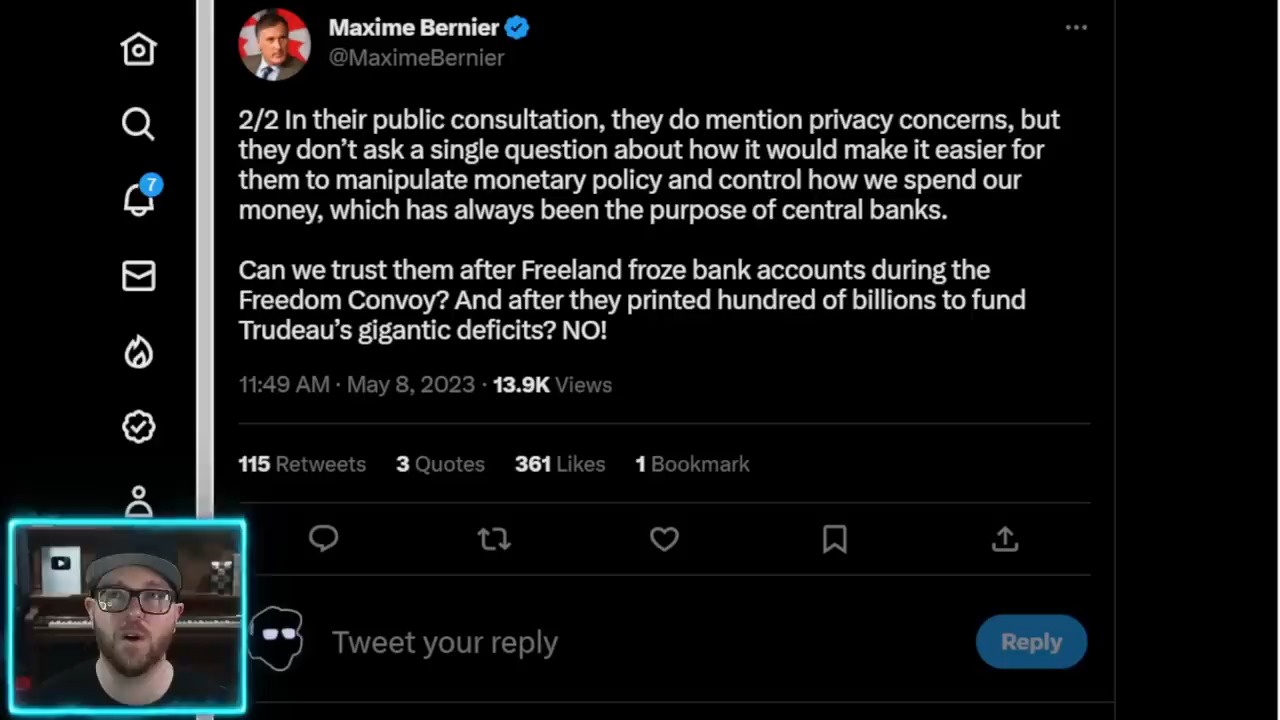 Maxime Bernier
@MaximeBernier
2/2 In their public consultation, they do mention privacy concerns, but
they don’t ask a single question about how it would make it easier for
them to manipulate monetary policy and control how we spend our
money, which has always been the purpose of central banks.
Can we trust them after Freeland froze bank accounts during the
Freedom Convoy? And after they printed hundred of billions to fund
Trudeau’s gigantic deficits? NO!
11:49 AM · May 8, 2023 · 13.9K Views
115 Retweets 3 Quotes 361 Likes 1 Bookmark
7
Tweet your reply
Reply